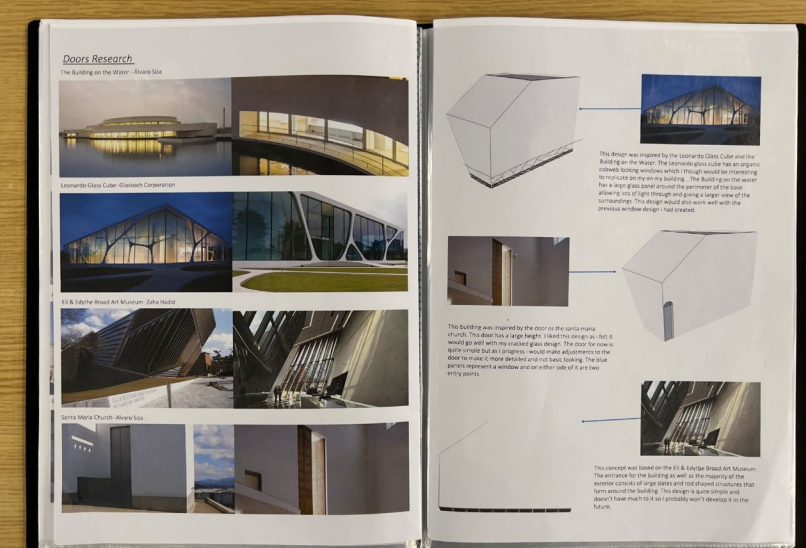 Doors Research
The Building on the Water - Álvaro Siza
Leonardo Glass Cube- Glaskoch Corporation
Eli & Edythe Broad Art Museum- Zaha Hadid
Santa Maria Church- Alvaro Siza
This design was inspired by the Leonardo Glass Cube and the
Building on the Water. The Leonardo glass cube has an organic
cobweb looking windows which i though would be interesting
to replicate on my on my building . The Building on the water
has a large glass panel around the perimeter of the base
allowing lots of light through and giving a larger view of the
surroundings. This design would also work well with the
previous window design i had created.
This building was inspired by the door os the santa maria
church. This door has a large height. I liked this design as i felt it
would go well with my cracked glass design. The door for now is
quite simple but as i progress i would make adjustments to the
door to make it more detailed and not basic looking. The blue
panels represent a window and on either side of it are two
entry points
This concept was based on the Eli & Edythe Broad Art Museum.
The entrance for the building as well as the majority of the
exterior consists of large slates and rod shaped structures that
form around the building. This design is quite simple and
doesn't have much to it so I probably won't develop it in the
future.